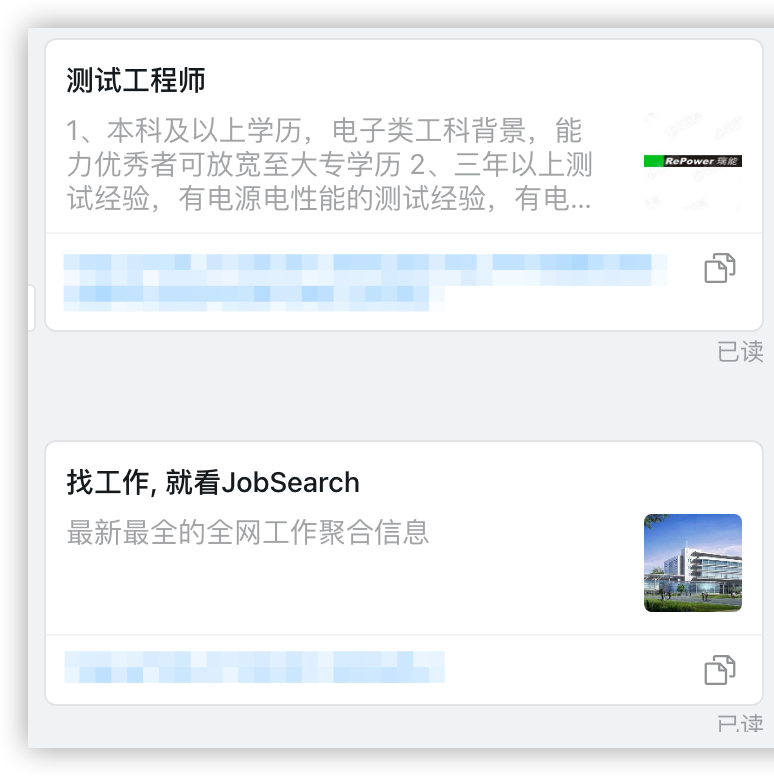 测试工程师
1、本科及以上学历，电子类工科背景，能
力优秀者可放宽至大专学历 2、三年以上测
试经验，有电源电性能的测试经验，有电...
RePower 瑞能
已读
找工作, 就看JobSearch
最新最全的全网工作聚合信息
已读